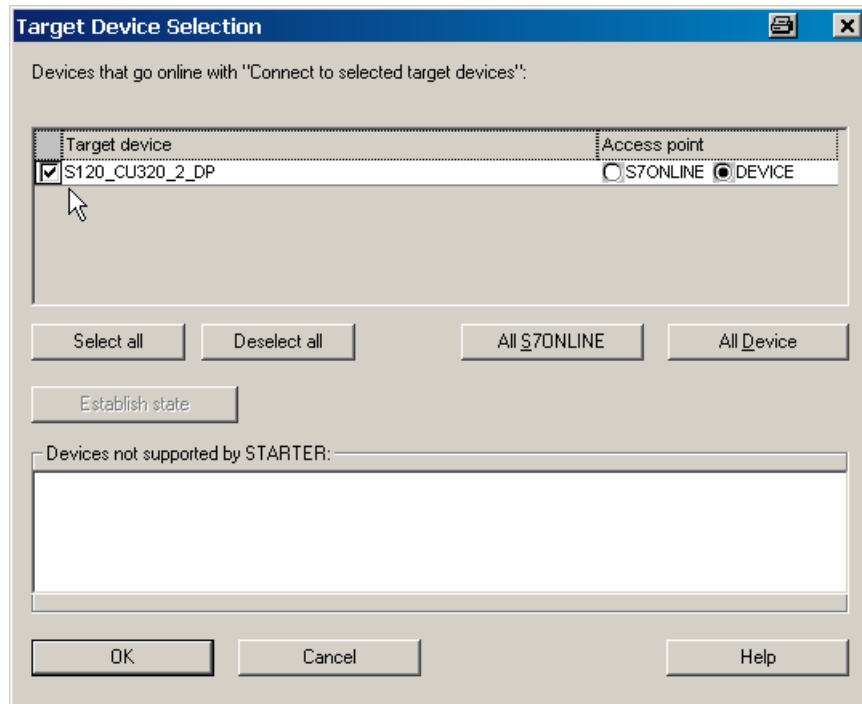 Target Device Selection
Devices that go online with "Connect to selected target devices":
Target device Access point
S120_CU320_2_DP S7ONLINE DEVICE
Select all Deselect all All S7ONLINE All Device
Establish state
Devices not supported by STARTER:
OK Cancel Help